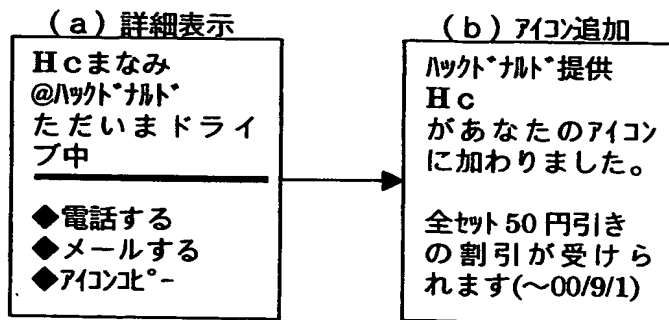 (a)詳細表示
Hcまなみ
@ﾊｯｸﾄﾞﾅﾙﾄﾞ
ただいまドライ
ブ中
◆電話する
◆メールする
◆ｱｲｺﾝｺﾋﾟｰ
(b)ｱｲｺﾝ追加
ﾊｯｸﾄﾞﾅﾙﾄﾞ提供
Hc
があなたのｱｲｺﾝ
に加わりました。
全ｾｯﾄ50円引き
の割引が受けら
れます(～00/9/1)